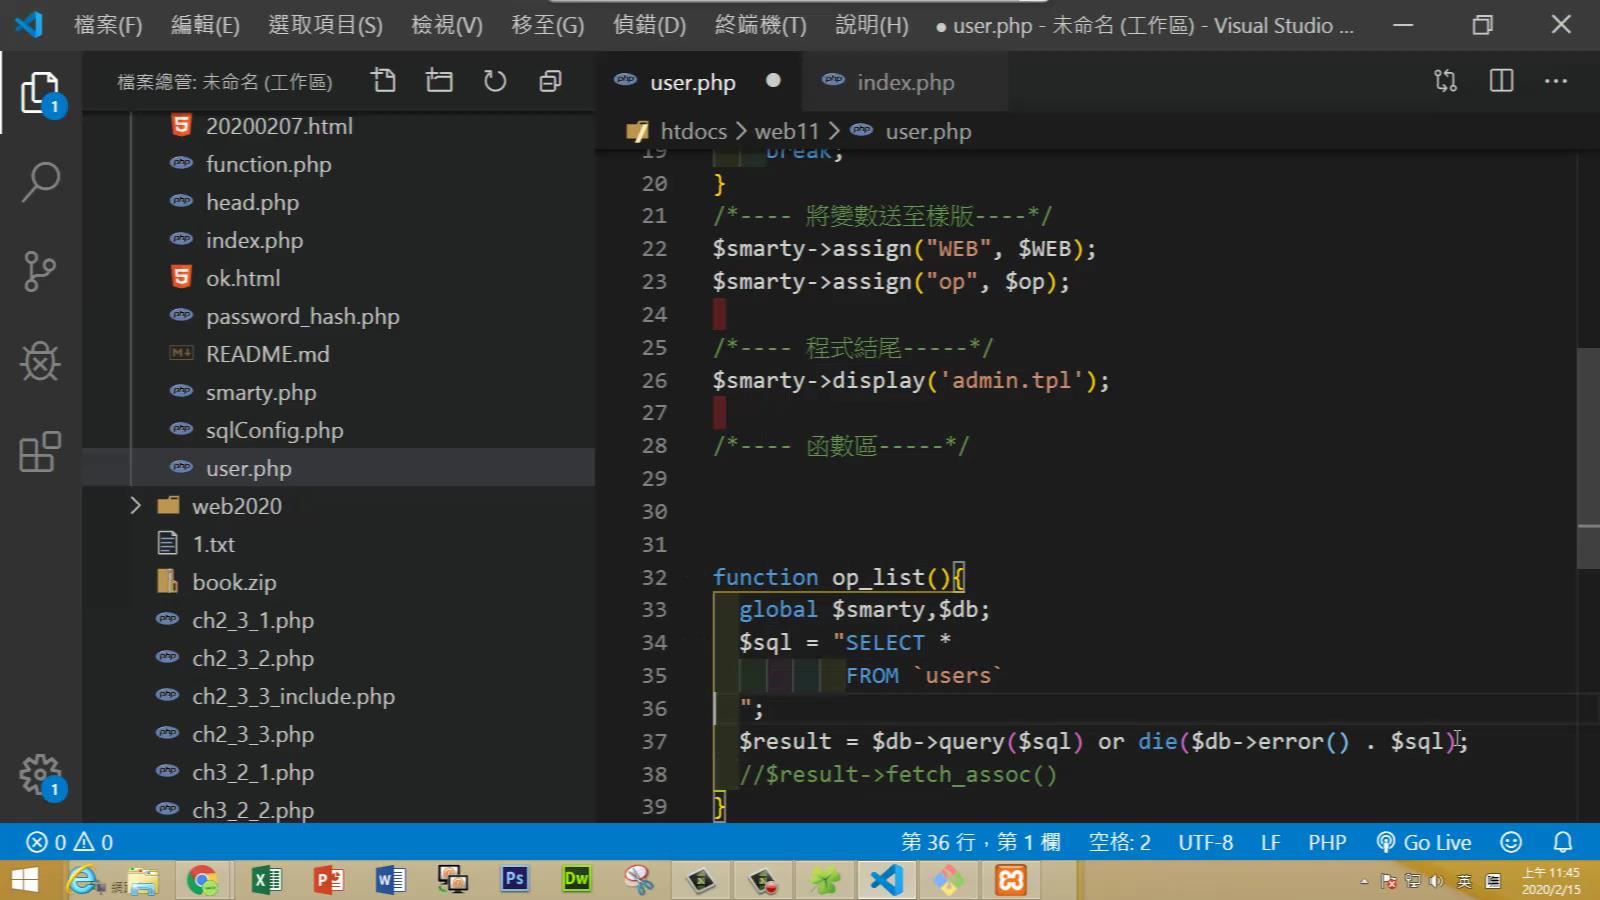 檔案(F) 編輯(E) 選取項目(S) 檢視(V) 移至(G) 偵錯(D) 終端機(T) 說明(H) ● user.php - 未命名 (工作區) - Visual Studio ...
檔案總管: 未命名 (工作區)
user.php ● index.php
htdocs > web11 > user.php
1
20200207.html
function.php
head.php
index.php
ok.html
password_hash.php
README.md
smarty.php
sqlConfig.php
user.php
web2020
1.txt
book.zip
ch2_3_1.php
ch2_3_2.php
ch2_3_3_include.php
ch2_3_3.php
ch3_2_1.php
ch3_2_2.php
1
19 break;
20 }
21 /*---- 將變數送至樣版----*/
22 $smarty->assign("WEB", $WEB);
23 $smarty->assign("op", $op);
24
25 /*---- 程式結尾-----*/
26 $smarty->display('admin.tpl');
27
28 /*---- 函數區-----*/
29
30
31
32 function op_list(){
33 global $smarty,$db;
34 $sql = "SELECT *
35 FROM `users`
36 ";
37 $result = $db->query($sql) or die($db->error() . $sql);
38 //$result->fetch_assoc()
39 }
0 0 第 36 行，第 1 欄 空格: 2 UTF-8 LF PHP Go Live
英 上午 11:45
2020/2/15